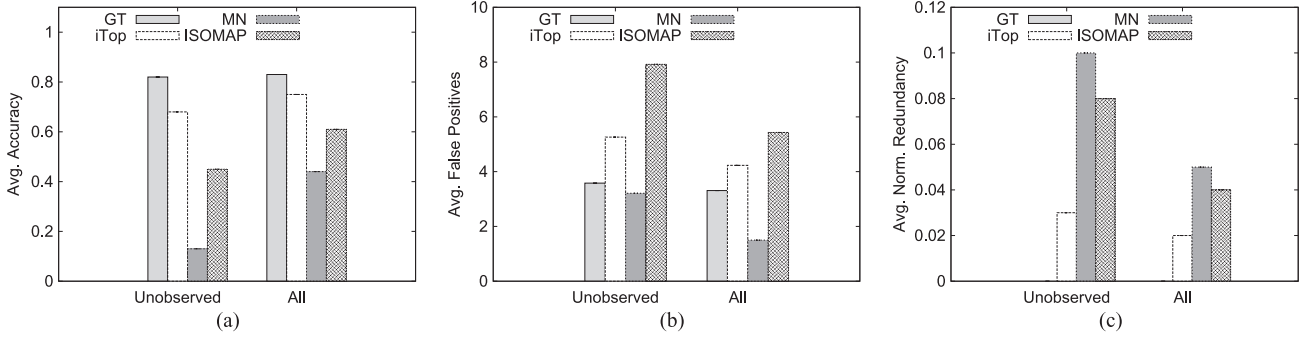 GT MN
iTop ISOMAP
1
0.8
0.6
0.4
0.2
0
Avg. Accuracy
Unobserved All
(a)
GT MN
iTop ISOMAP
10
8
6
4
2
0
Avg. False Positives
Unobserved All
(b)
GT MN
iTop ISOMAP
0.12
0.1
0.08
0.06
0.04
0.02
0
Avg. Norm. Redundancy
Unobserved All
(c)